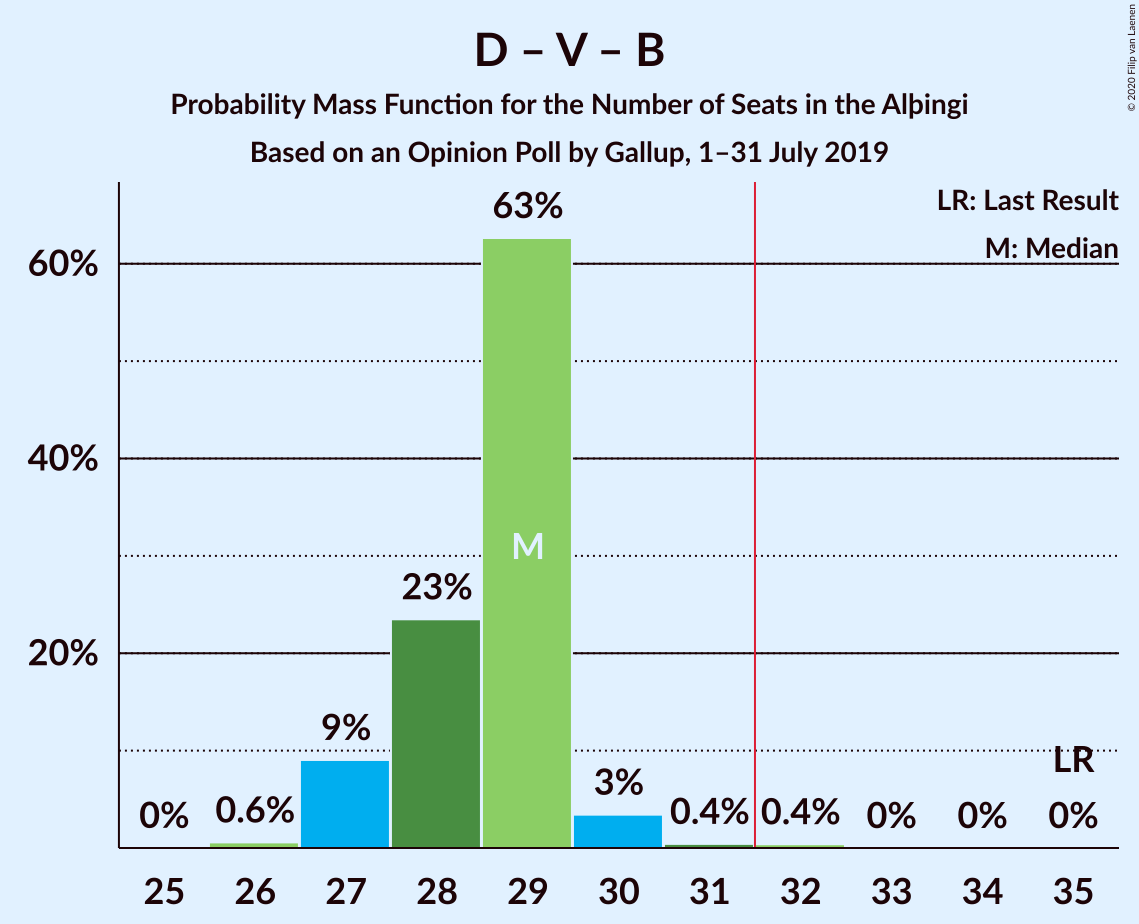 D – V – B
Probability Mass Function for the Number of Seats in the Alþingi
Based on an Opinion Poll by Gallup, 1–31 July 2019
© 2020 Filip van Laenen
LR: Last Result
M: Median
60%
40%
20%
0%
0.6%
9%
23%
63%
M
3%
0.4%
0.4%
0%
0%
LR
0%
25 26 27 28 29 30 31 32 33 34 35